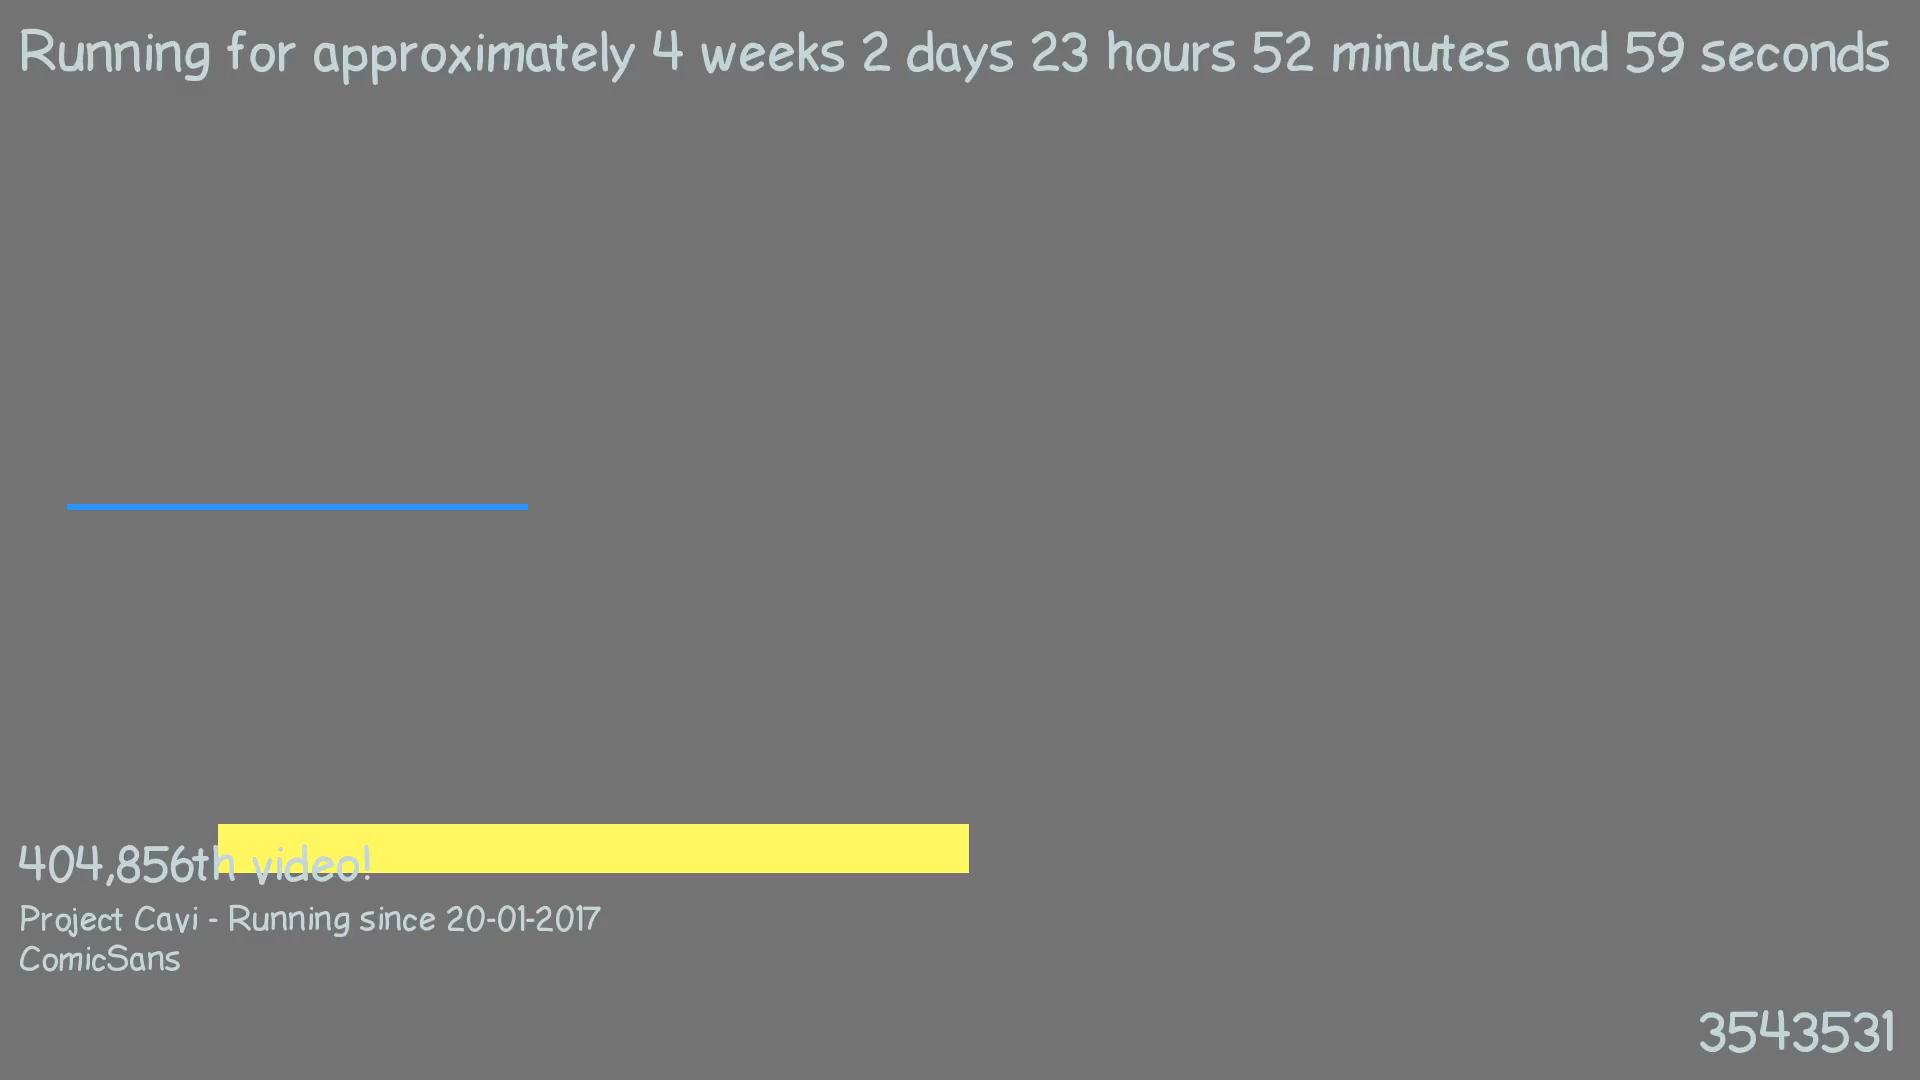 Running for approximately 4 weeks 2 days 23 hours 52 minutes and 59 seconds
404,856th video!
Project Cavi - Running since 20-01-2017
ComicSans
3543531